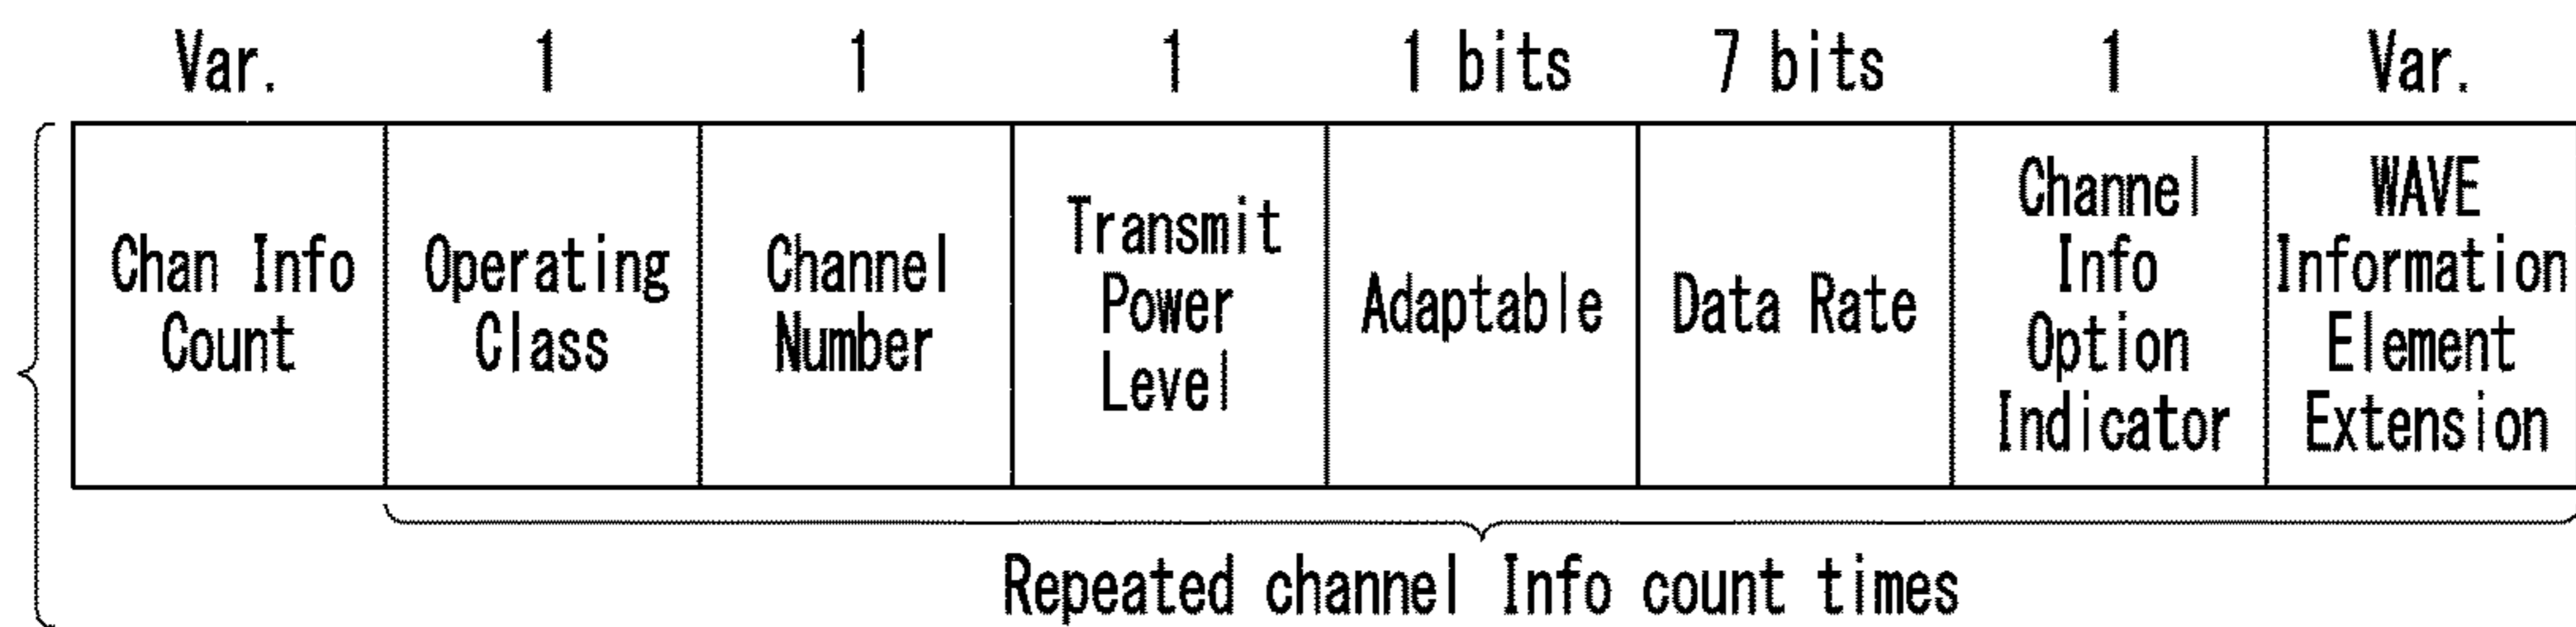 Var. 1 1 1 1 bits 7 bits 1 Var.
Chan Info
Count
Operating
Class
Channel
Number
Transmit
Power
Level
Adaptable
Data Rate
Channel
Info
Option
Indicator
WAVE
Information
Element
Extension
Repeated channel Info count times